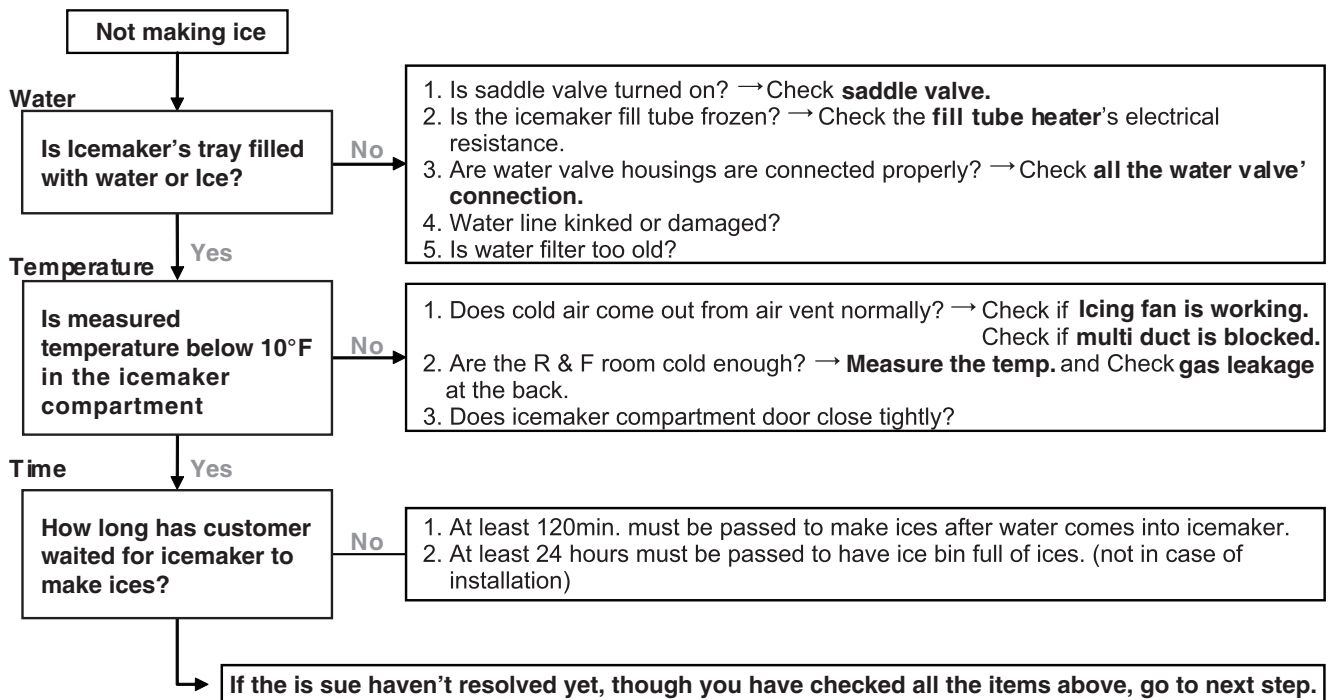 Not making ice
Water
Is Icemaker's tray filled
with water or Ice?
No
1. Is saddle valve turned on? → Check saddle valve.
2. Is the icemaker fill tube frozen? → Check the fill tube heater's electrical
resistance.
3. Are water valve housings are connected properly? → Check all the water valve'
connection.
4. Water line kinked or damaged?
5. Is water filter too old?
Yes
Temperature
Is measured
temperature below 10°F
in the icemaker
compartment
No
1. Does cold air come out from air vent normally? → Check if Icing fan is working.
Check if multi duct is blocked.
2. Are the R & F room cold enough? → Measure the temp. and Check gas leakage
at the back.
3. Does icemaker compartment door close tightly?
Yes
Time
How long has customer
waited for icemaker to
make ices?
No
1. At least 120min. must be passed to make ices after water comes into icemaker.
2. At least 24 hours must be passed to have ice bin full of ices. (not in case of
installation)
If the is sue haven't resolved yet, though you have checked all the items above, go to next step.